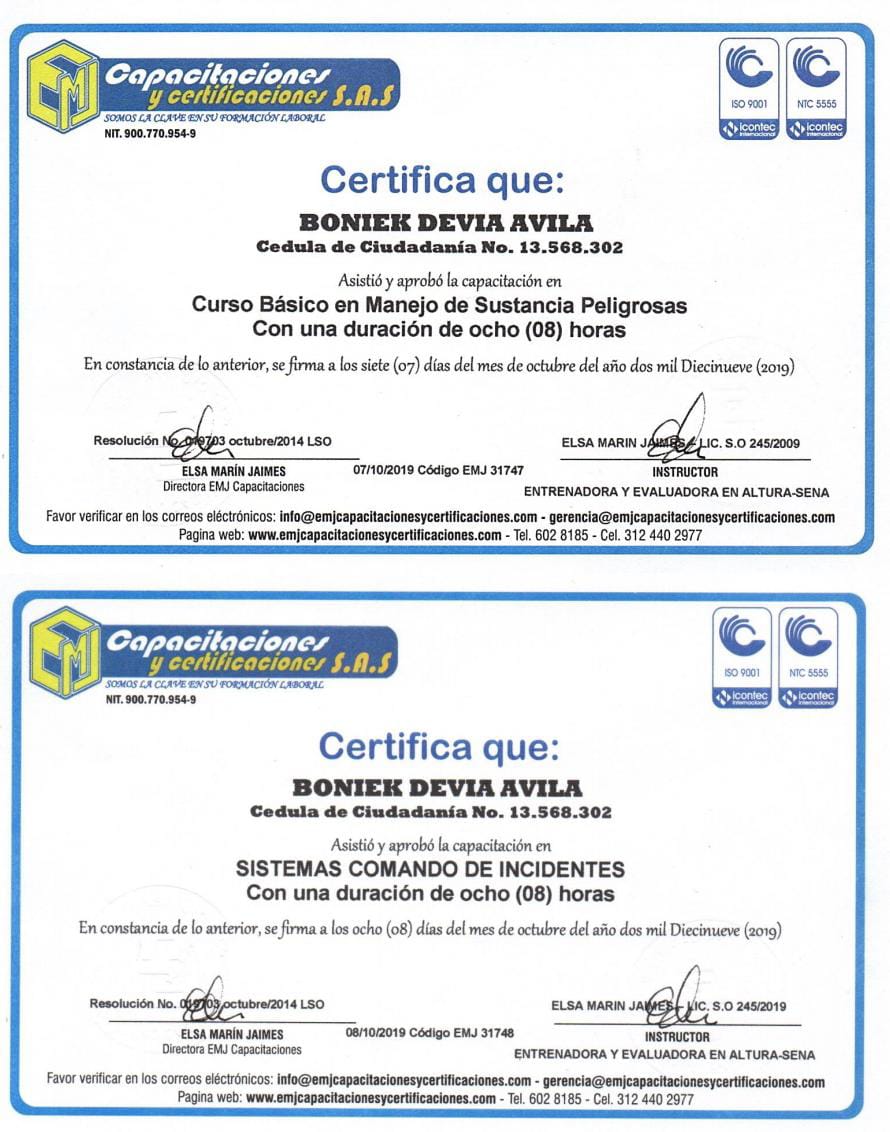 EMJ
Capacitaciones
y certificaciones S.A.S
SOMOS LA CLAVE EN SU FORMACIÓN LABORAL
NIT. 900.770.954-9
ISO 9001
NTC 5555
icontec
internacional
icontec
internacional
Certifica que:
BONIEK DEVIA AVILA
Cedula de Ciudadanía No. 13.568.302
Asistió y aprobó la capacitación en
Curso Básico en Manejo de Sustancia Peligrosas
Con una duración de ocho (08) horas
En constancia de lo anterior, se firma a los siete (07) días del mes de octubre del año dos mil Diecinueve (2019)
Resolución No. 019703 octubre/2014 LSO
ELSA MARIN JAIMES - LIC. S.O 245/2009
ELSA MARÍN JAIMES
07/10/2019 Código EMJ 31747
INSTRUCTOR
Directora EMJ Capacitaciones
ENTRENADORA Y EVALUADORA EN ALTURA-SENA
Favor verificar en los correos eléctrónicos: info@emjcapacitacionesycertificaciones.com - gerencia@emjcapacitacionesycertificaciones.com
Pagina web: www.emjcapacitacionesycertificaciones.com - Tel. 602 8185 - Cel. 312 440 2977
EMJ
Capacitaciones
y certificaciones S.A.S
SOMOS LA CLAVE EN SU FORMACIÓN LABORAL
NIT. 900.770.954-9
ISO 9001
NTC 5555
icontec
internacional
icontec
internacional
Certifica que:
BONIEK DEVIA AVILA
Cedula de Ciudadanía No. 13.568.302
Asistió y aprobó la capacitación en
SISTEMAS COMANDO DE INCIDENTES
Con una duración de ocho (08) horas
En constancia de lo anterior, se firma a los ocho (08) días del mes de octubre del año dos mil Diecinueve (2019)
Resolución No. 019703 octubre/2014 LSO
ELSA MARIN JAIMES - LIC. S.O 245/2019
ELSA MARÍN JAIMES
08/10/2019 Código EMJ 31748
INSTRUCTOR
Directora EMJ Capacitaciones
ENTRENADORA Y EVALUADORA EN ALTURA-SENA
Favor verificar en los correos eléctrónicos: info@emjcapacitacionesycertificaciones.com - gerencia@emjcapacitacionesycertificaciones.com
Pagina web: www.emjcapacitacionesycertificaciones.com - Tel. 602 8185 - Cel. 312 440 2977